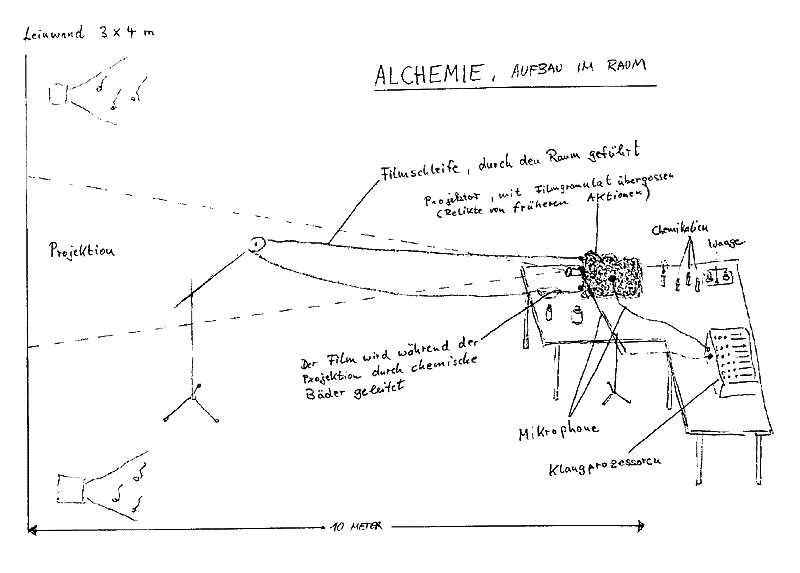 Leinwand 3 x 4 m
ALCHEMIE, AUFBAU IM RAUM
Filmschleife, durch den Raum geführt
Projektor, mit Filmgranulat übergossen
(Relikte von früheren Aktionen)
Chemikalien
Waage
Projektion
Der Film wird während der
Projektion durch chemische
Bäder geleitet
Mikrophone
Klangprozessoren
10 METER